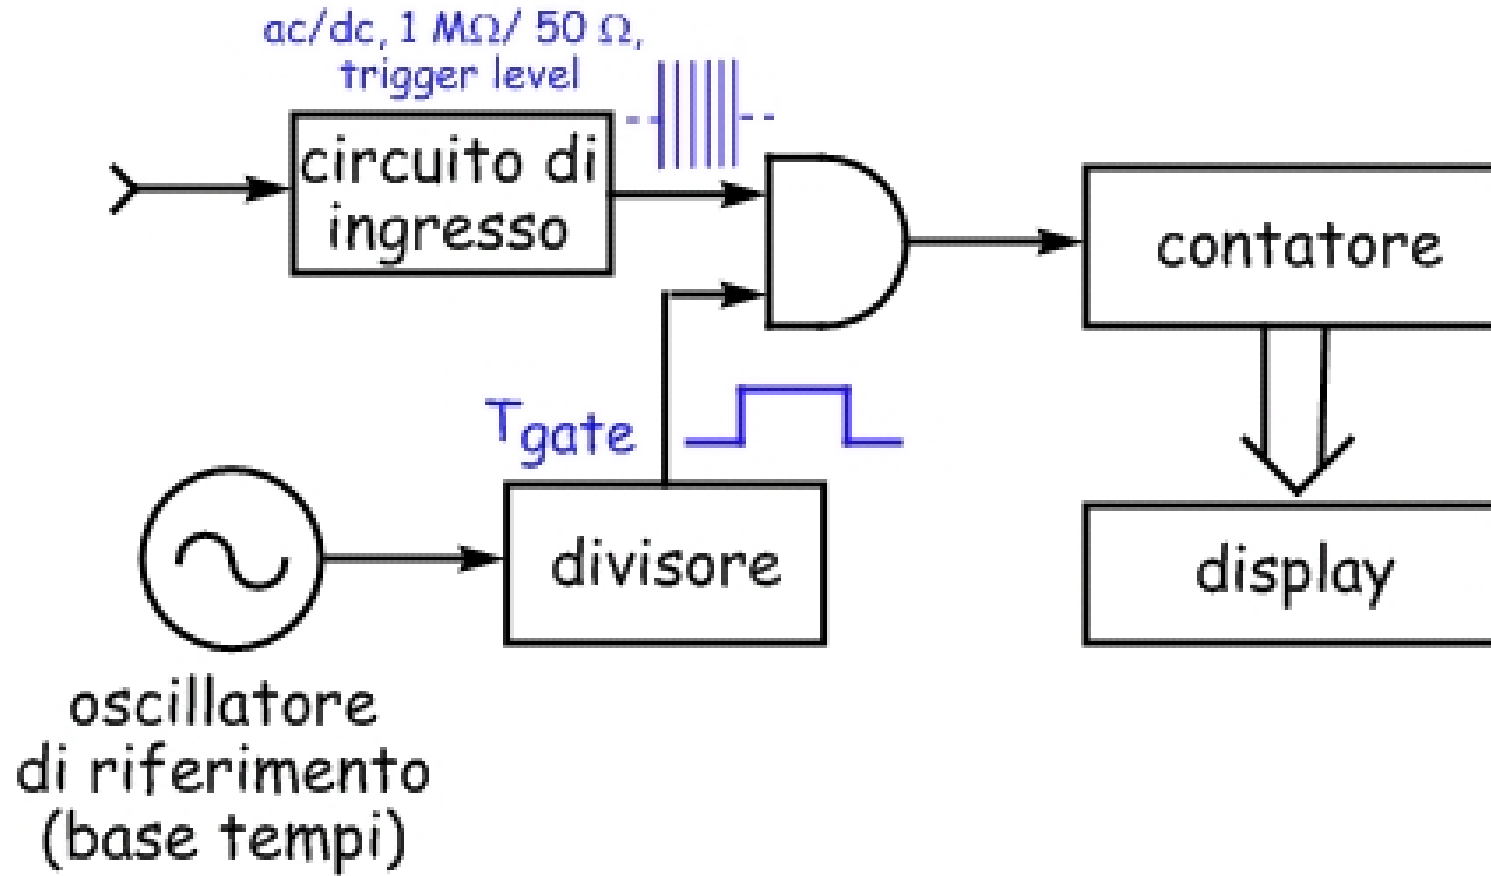 ac/dc, 1 MΩ/ 50 Ω,
trigger level
circuito di
ingresso
contatore
Tgate
divisore
display
oscillatore
di riferimento
(base tempi)